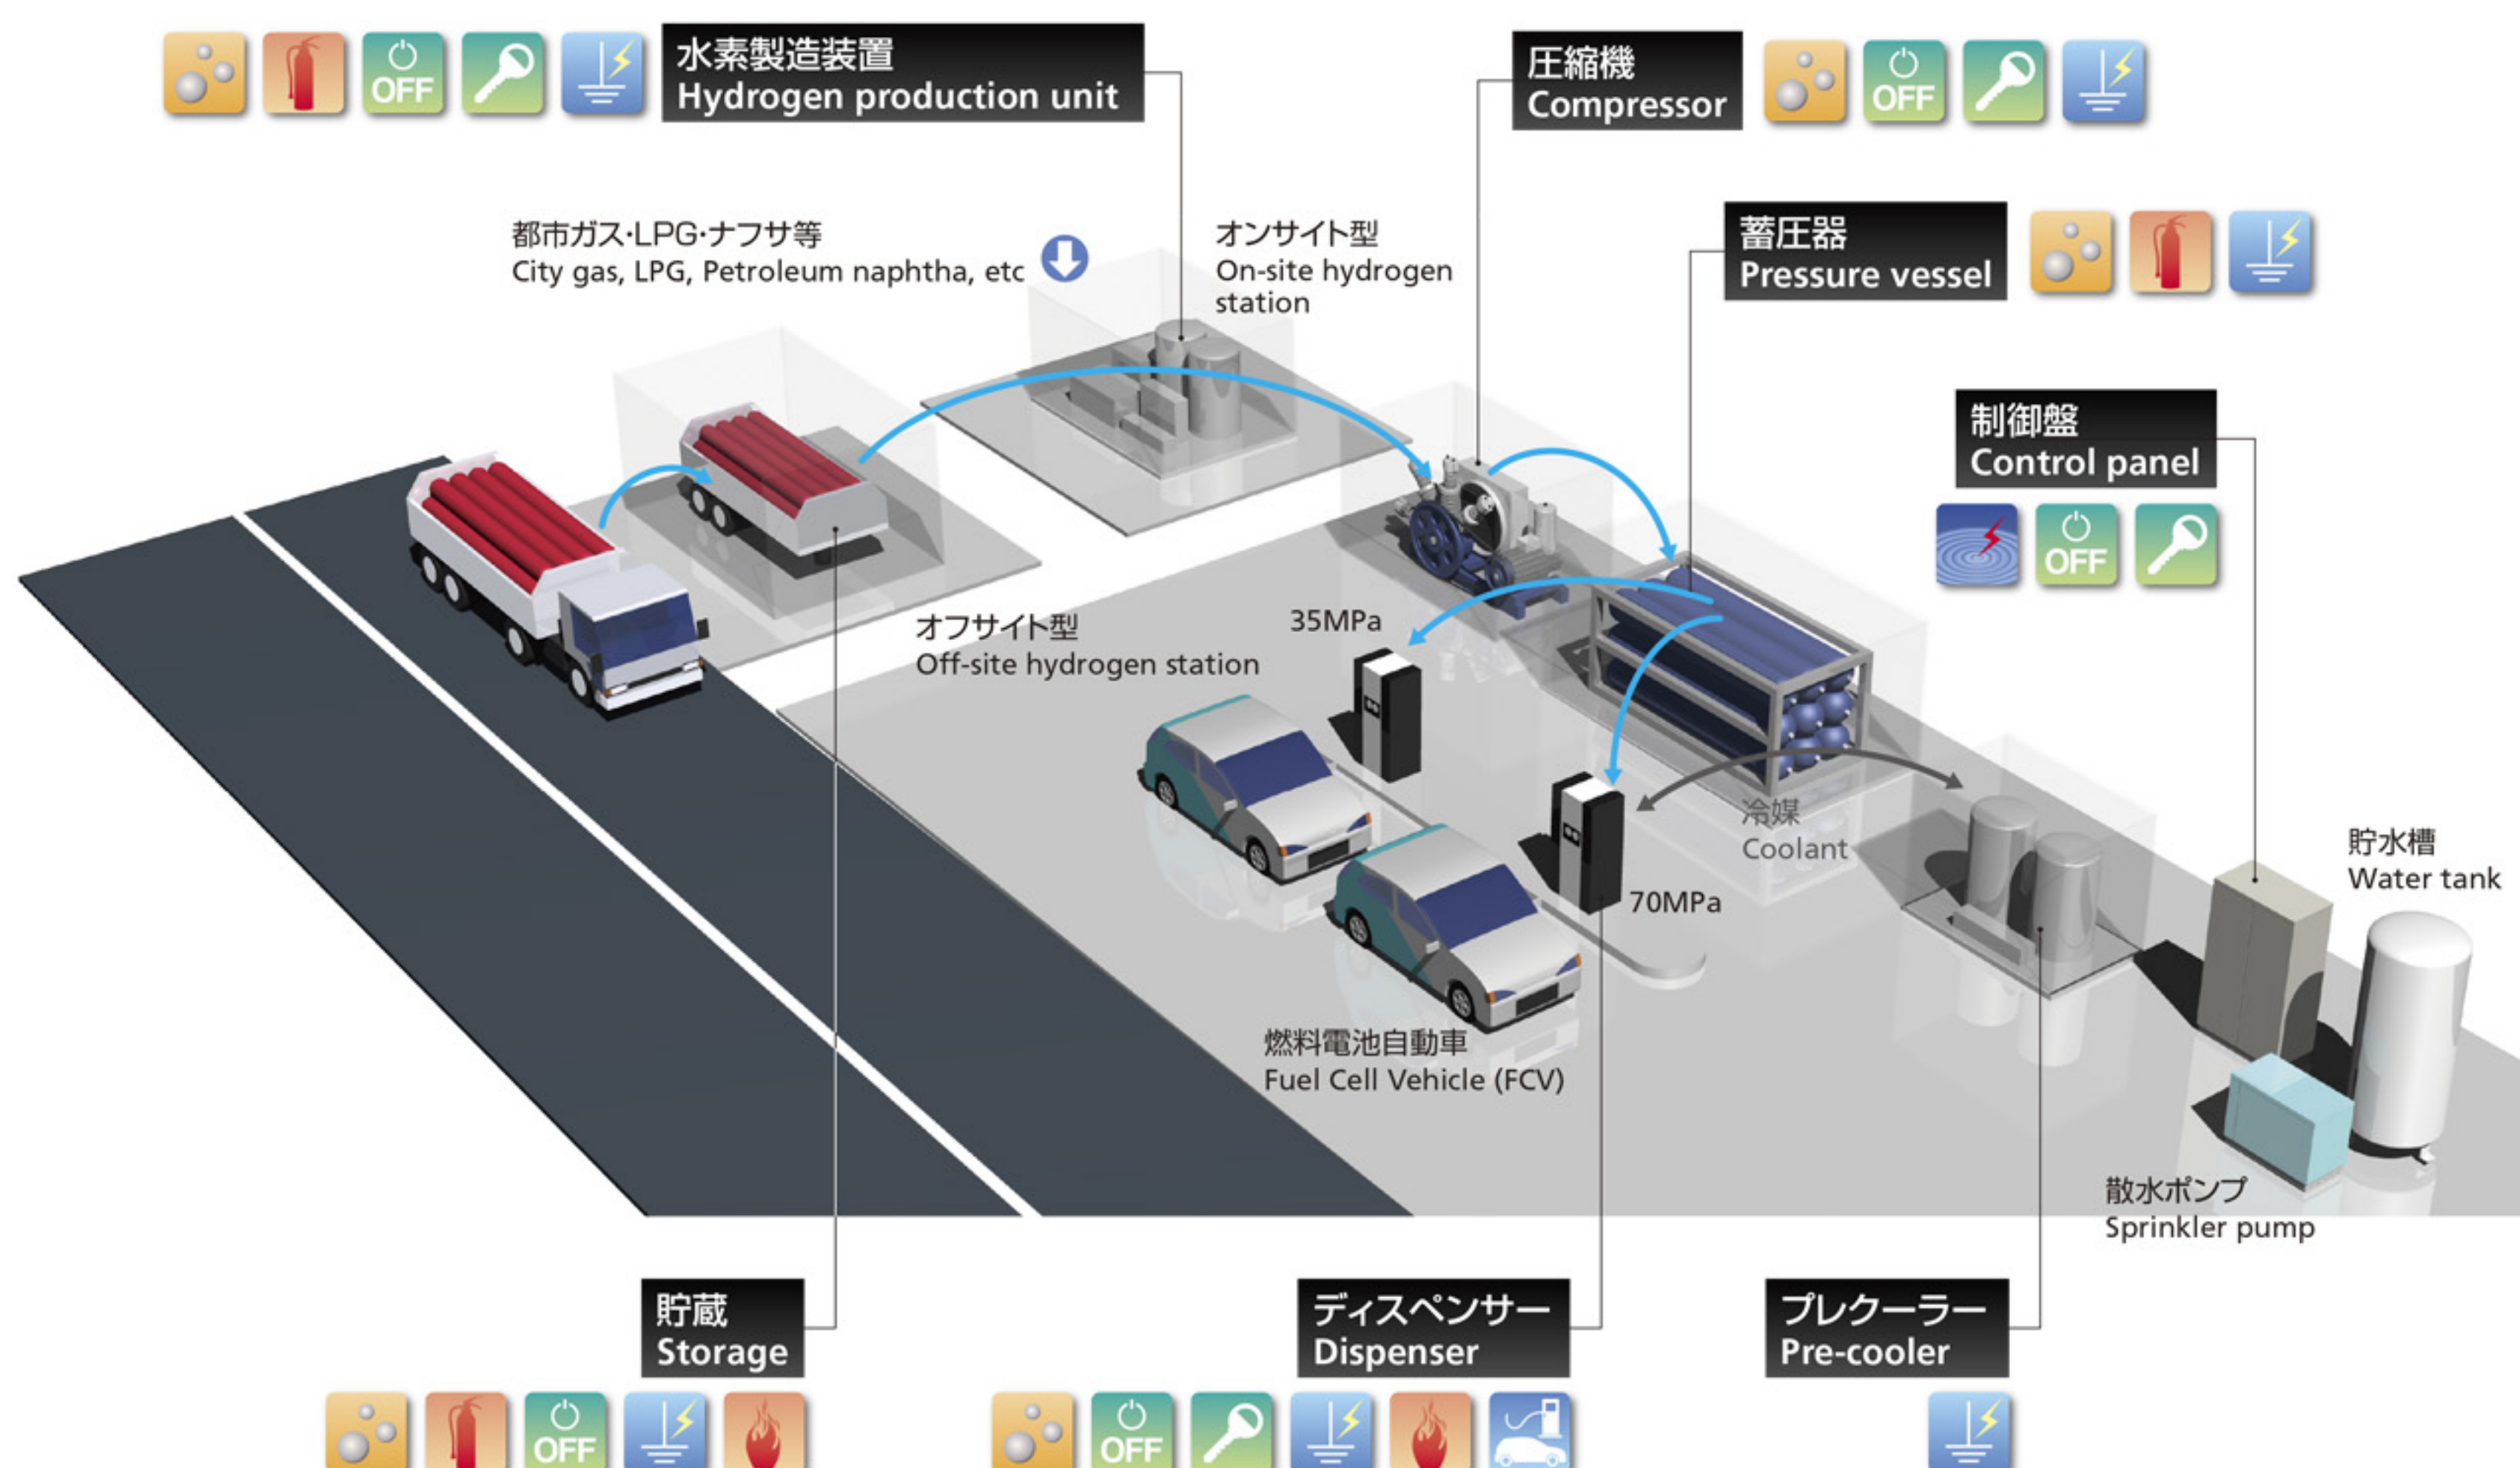 水素製造装置
Hydrogen production unit
OFF
圧縮機
Compressor
OFF
都市ガス・LPG・ナフサ等
City gas, LPG, Petroleum naphtha, etc
オンサイト型
On-site hydrogen
station
蓄圧器
Pressure vessel
制御盤
Control panel
OFF
オフサイト型
Off-site hydrogen station
35MPa
冷媒
Coolant
70MPa
貯水槽
Water tank
燃料電池自動車
Fuel Cell Vehicle (FCV)
散水ポンプ
Sprinkler pump
貯蔵
Storage
OFF
ディスペンサー
Dispenser
OFF
プレクーラー
Pre-cooler